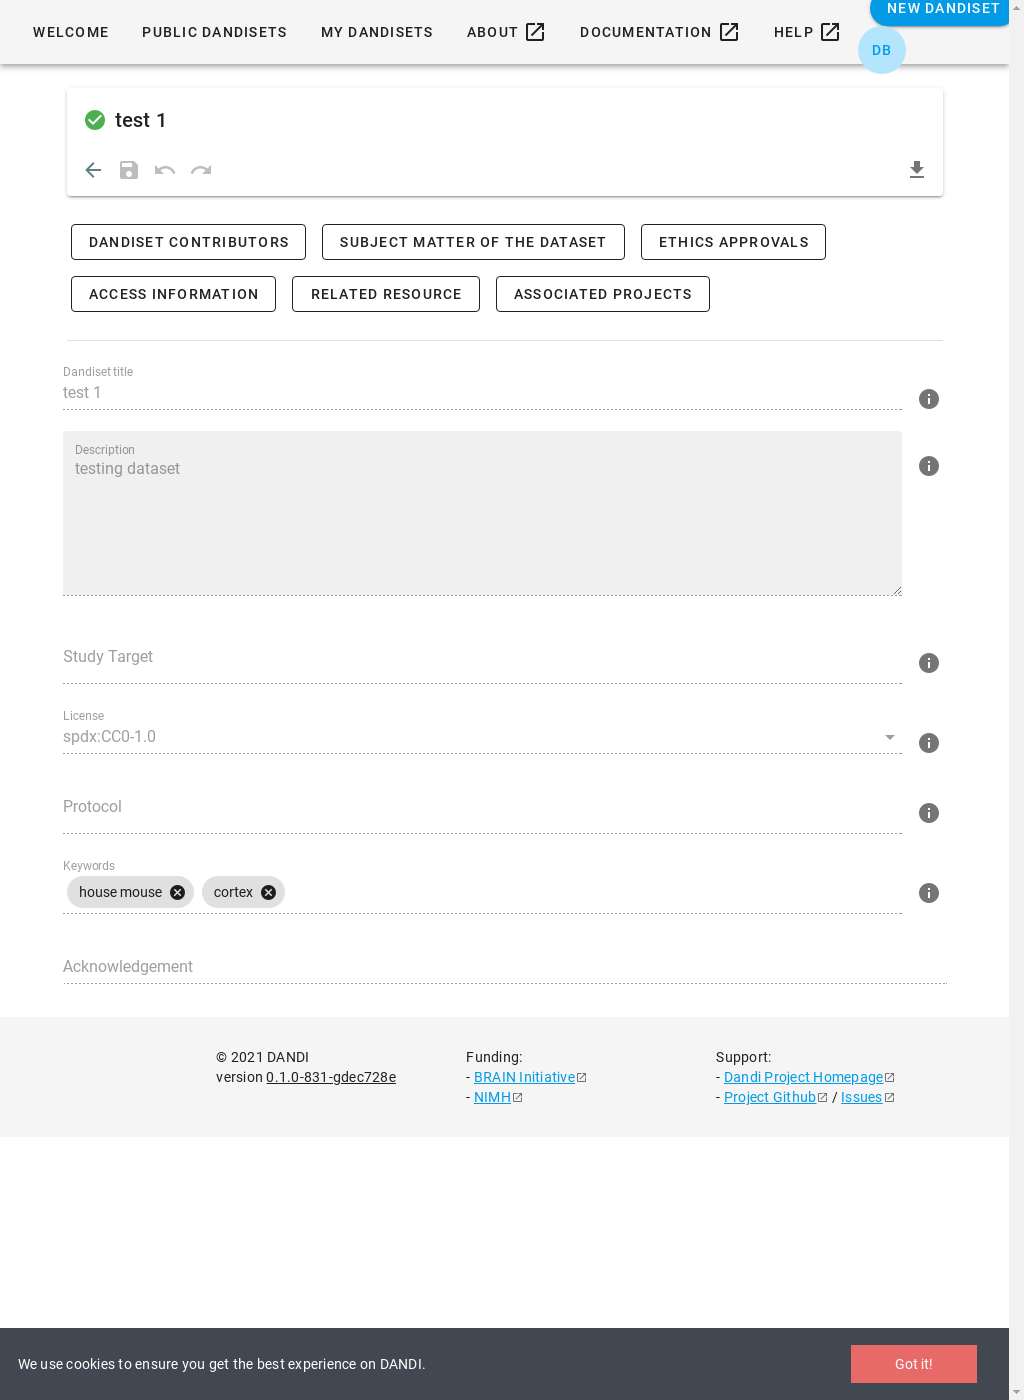 WELCOME PUBLIC DANDISETS MY DANDISETS ABOUT DOCUMENTATION HELP NEW DANDISET
DB
test 1
DANDISET CONTRIBUTORS SUBJECT MATTER OF THE DATASET ETHICS APPROVALS
ACCESS INFORMATION RELATED RESOURCE ASSOCIATED PROJECTS
Dandiset title
test 1
Description
testing dataset
Study Target
License
spdx:CC0-1.0
Protocol
Keywords
house mouse cortex
Acknowledgement
© 2021 DANDI
version 0.1.0-831-gdec728e
Funding:
- BRAIN Initiative
- NIMH
Support:
- Dandi Project Homepage
- Project Github / Issues
We use cookies to ensure you get the best experience on DANDI. Got it!